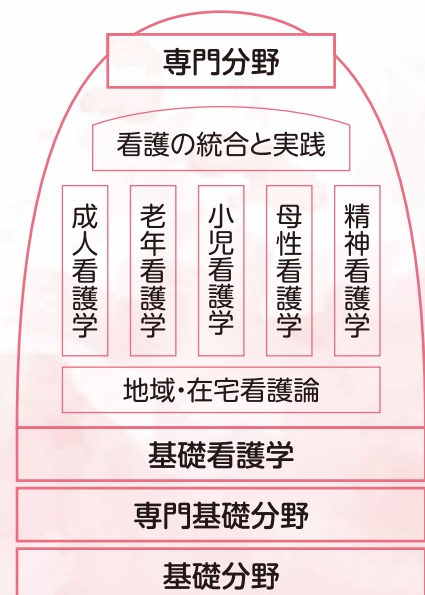 専門分野
看護の統合と実践
成人看護学
老年看護学
小児看護学
母性看護学
精神看護学
地域・在宅看護論
基礎看護学
専門基礎分野
基礎分野